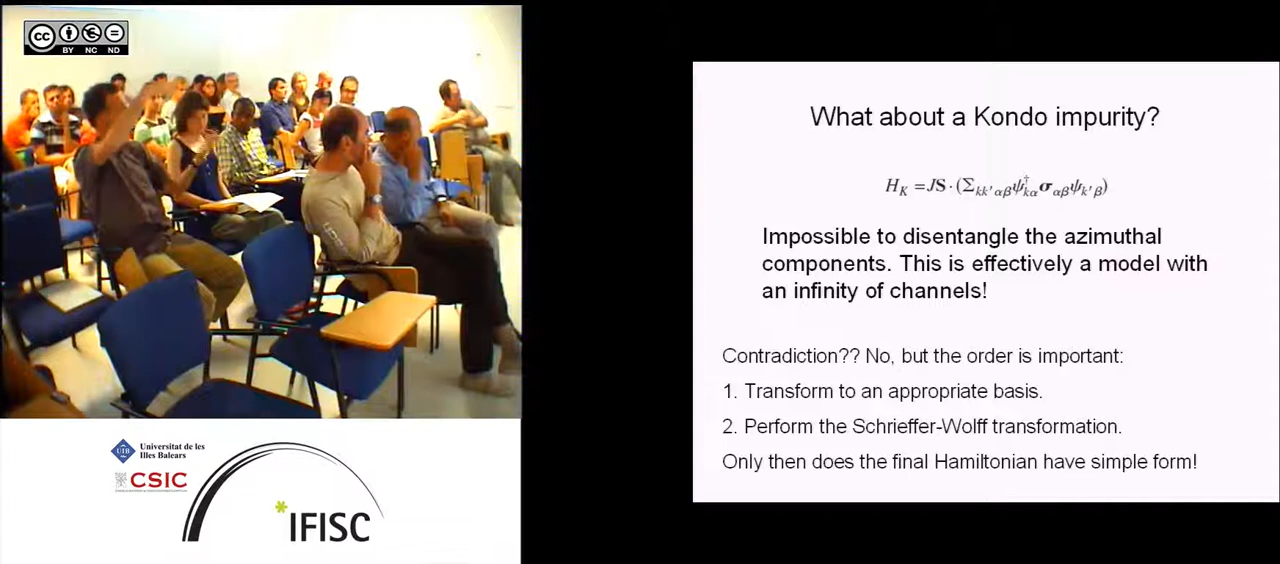 cc
BY NC ND
What about a Kondo impurity?
H_K = JS · (Σ_{kk'αβ} ψ†_{kα} σ_{αβ} ψ_{k'β})
Impossible to disentangle the azimuthal
components. This is effectively a model with
an infinity of channels!
Contradiction?? No, but the order is important:
1. Transform to an appropriate basis.
2. Perform the Schrieffer-Wolff transformation.
Only then does the final Hamiltonian have simple form!
UIB
Universitat de les
Illes Balears
CSIC
*IFISC